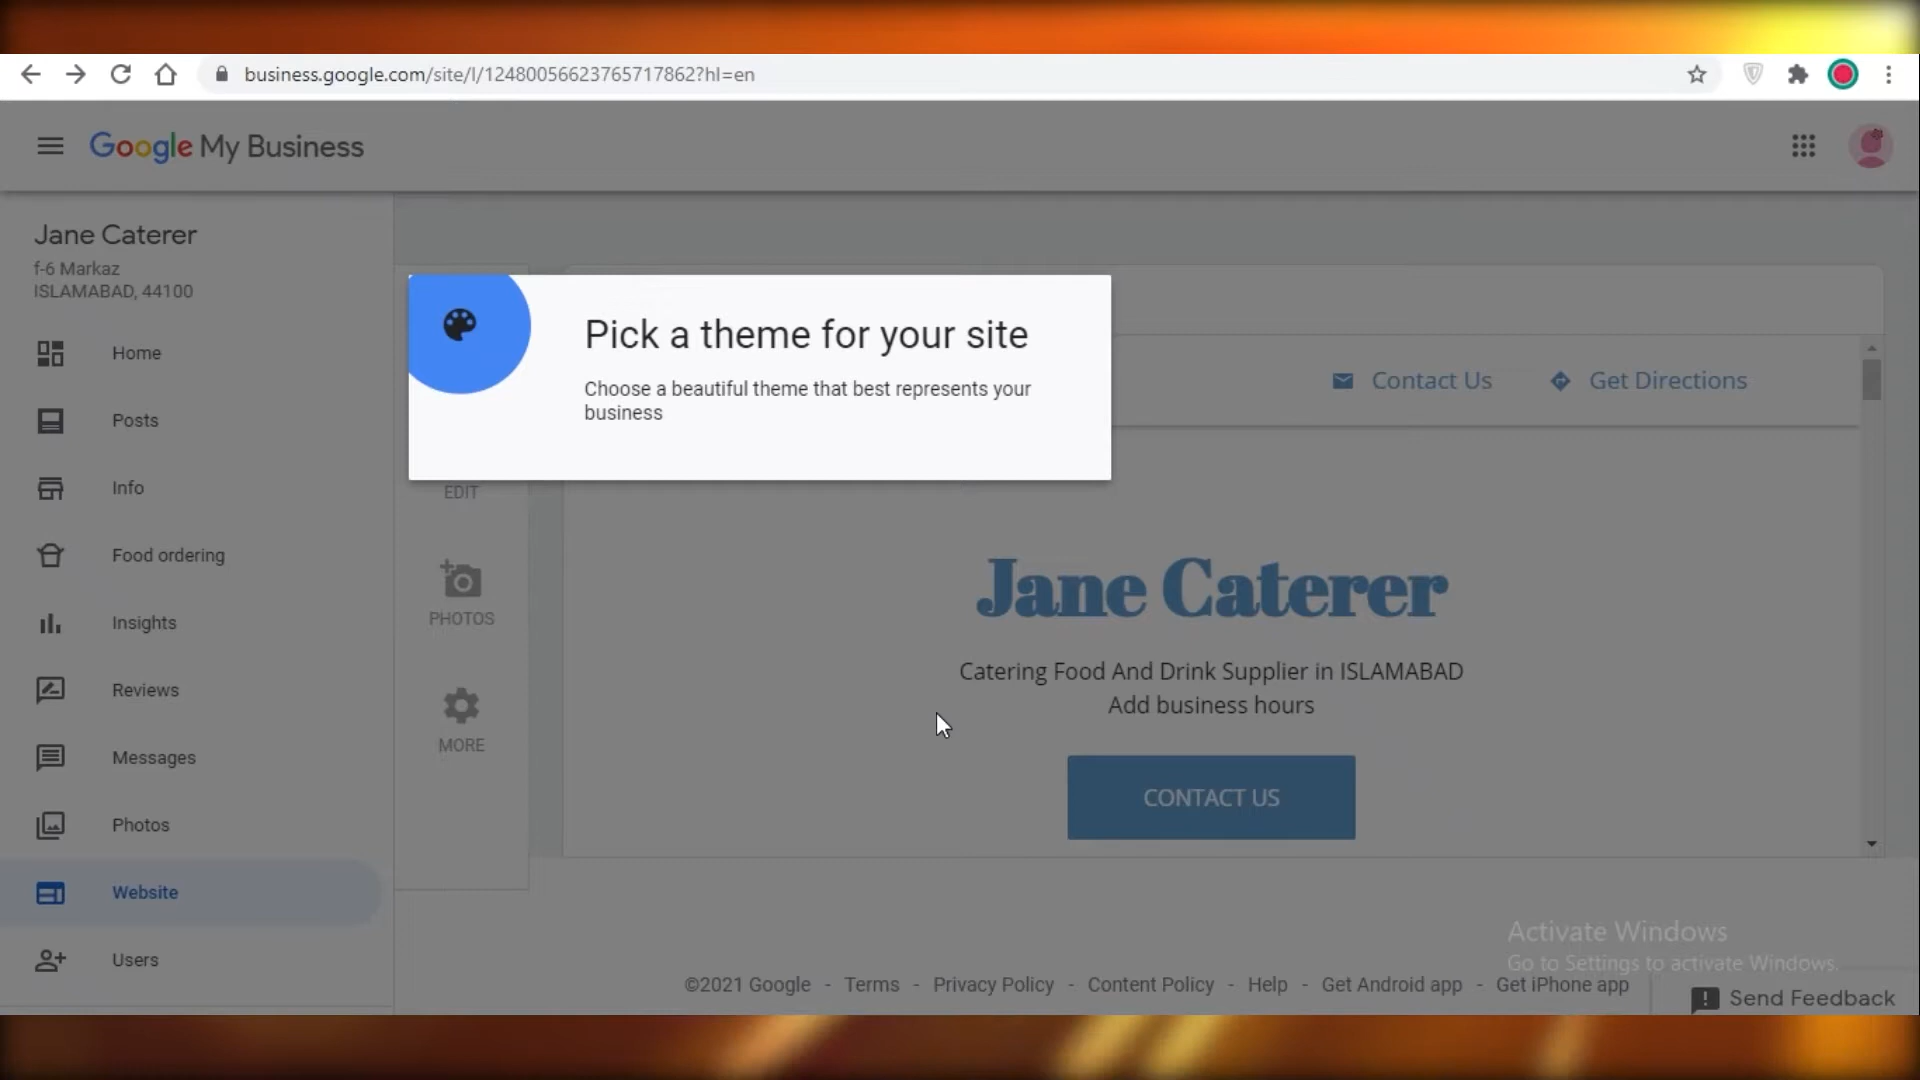 business.google.com/site/l/12480056623765717862?hl=en
Google My Business
Jane Caterer
f-6 Markaz
ISLAMABAD, 44100
Home
Posts
Info
Food ordering
Insights
Reviews
Messages
Photos
Website
Users
Pick a theme for your site
Choose a beautiful theme that best represents your
business
EDIT
PHOTOS
MORE
Contact Us
Get Directions
Jane Caterer
Catering Food And Drink Supplier in ISLAMABAD
Add business hours
CONTACT US
Activate Windows
Go to Settings to activate Windows.
©2021 Google - Terms - Privacy Policy - Content Policy - Help - Get Android app - Get iPhone app
Send Feedback